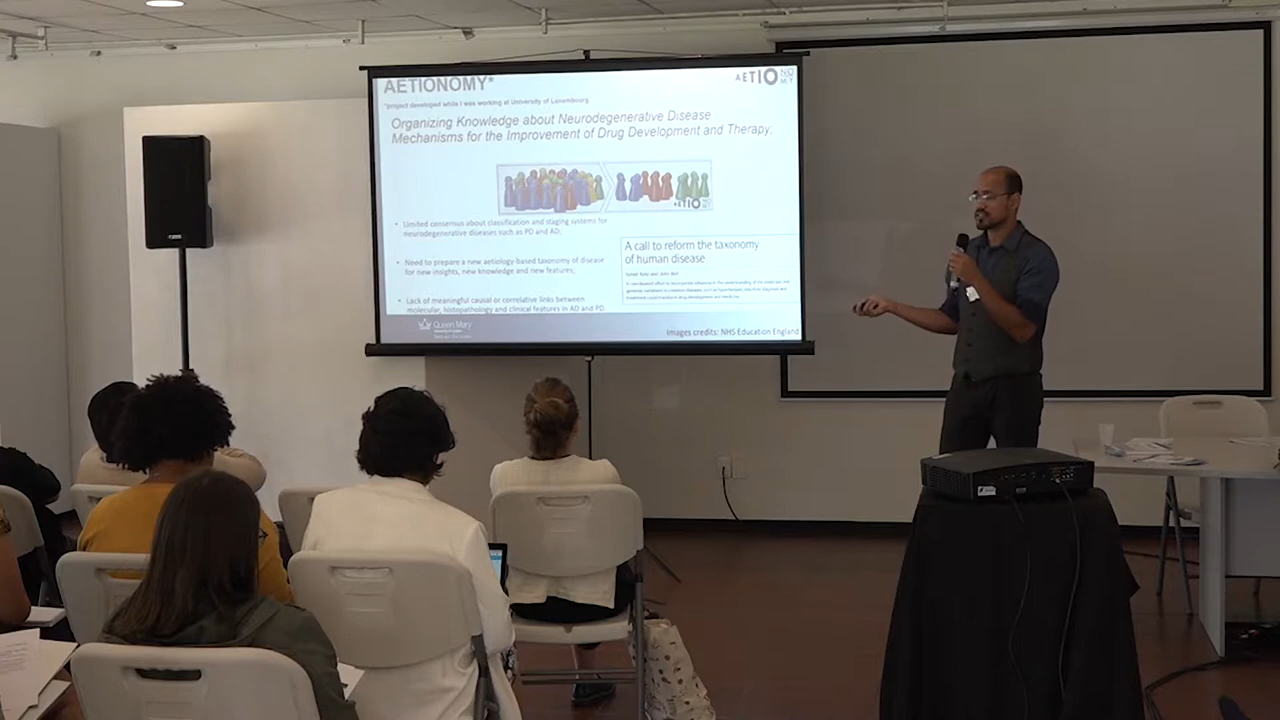 AETIONOMY*
AETIONOMY
*project developed while I was working at University of Luxembourg
Organizing Knowledge about Neurodegenerative Disease
Mechanisms for the Improvement of Drug Development and Therapy;
AETIONOMY
• Limited consensus about classification and staging systems for
neurodegenerative diseases such as PD and AD;
• Need to prepare a new aetiology-based taxonomy of disease
for new insights, new knowledge and new features;
• Lack of meaningful causal or correlative links between
molecular, histopathology and clinical features in AD and PD.
A call to reform the taxonomy
of human disease
Queen Mary
Images credits: NHS Education England